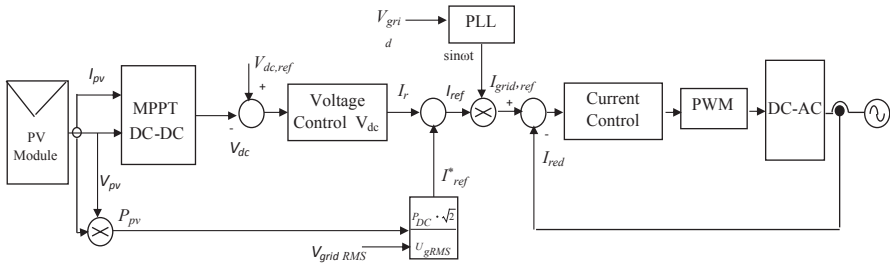 V_gri
d
PLL
sinωt
I_pv
V_dc,ref
I_grid,ref
MPPT
DC-DC
+
-
V_dc
Voltage
Control V_dc
I_r
I_ref
+
-
Current
Control
PWM
DC-AC
PV
Module
I_red
V_pv
I*_ref
P_pv
P_DC · √2
U_gRMS
V_grid RMS